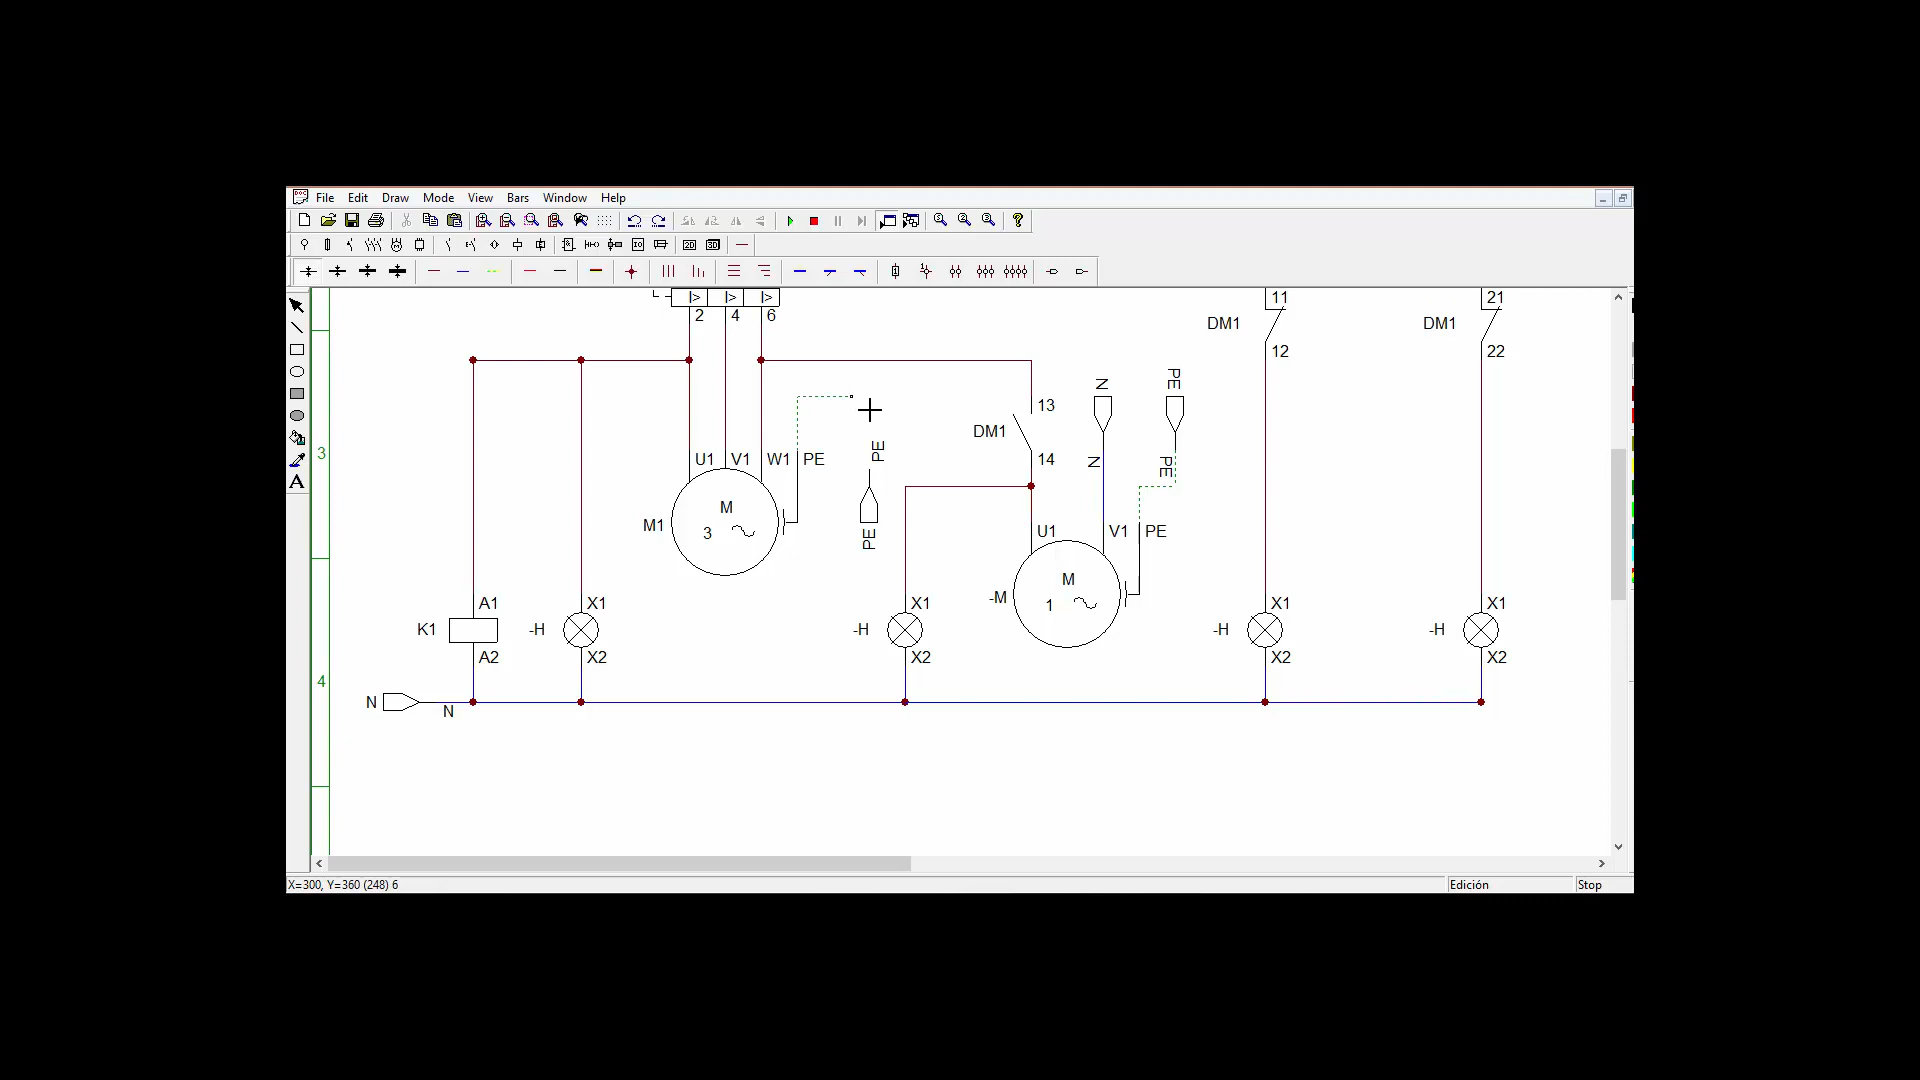 File Edit Draw Mode View Bars Window Help
2 4 6
11
21
DM1
DM1
12
22
N
PE
13
3
PE
DM1
U1 V1 W1 PE
14
N
PE
M
M1
3
PE
U1 V1 PE
M
-M
1
A1
X1
X1
X1
X1
K1
-H
-H
-H
-H
A2
X2
X2
X2
X2
4
N
N
X=300, Y=360 (248) 6
Edición
Stop